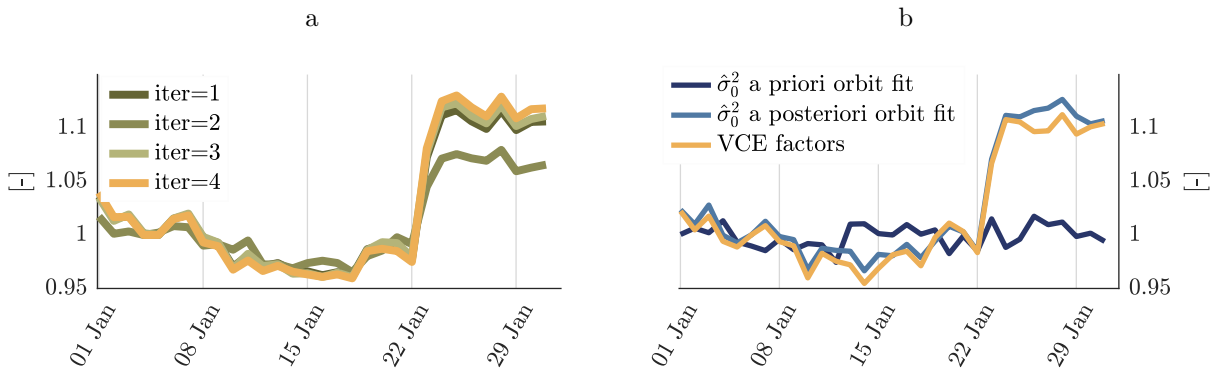 a
iter=1
iter=2
iter=3
iter=4
1.1
1.05
1
0.95
[-]
01 Jan
08 Jan
15 Jan
22 Jan
29 Jan
b
σ̂₀² a priori orbit fit
σ̂₀² a posteriori orbit fit
VCE factors
1.1
1.05
1
0.95
[-]
01 Jan
08 Jan
15 Jan
22 Jan
29 Jan